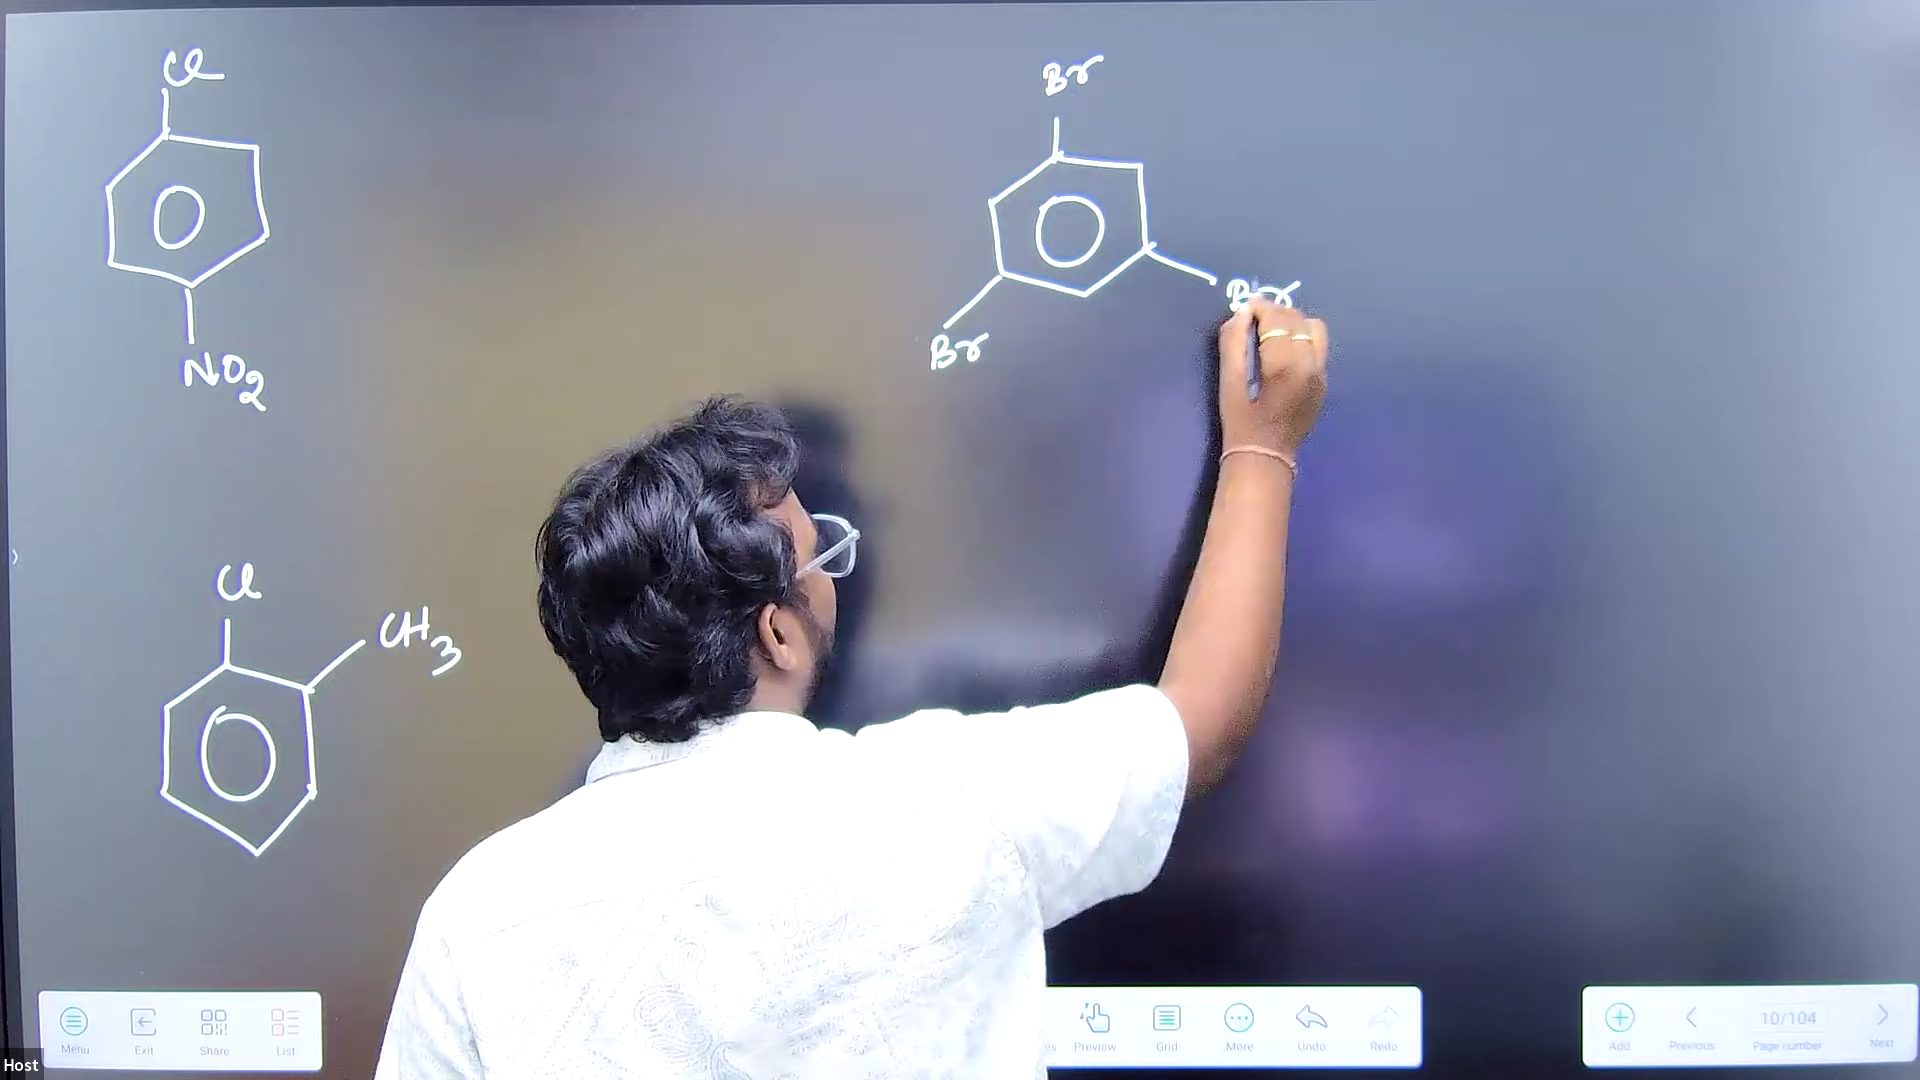 Cl
NO2
Cl
CH3
Br
Br
Br
Menu
Exit
Share
List
Preview
Grid
More
Undo
Redo
Add
Previous
10/104
Page number
Next
Host